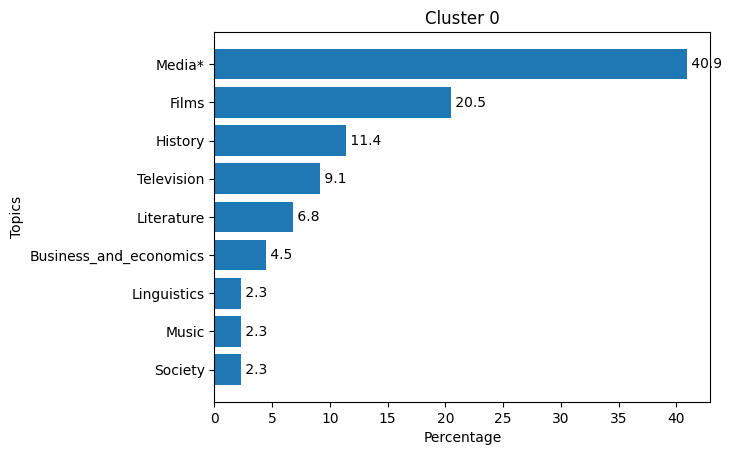 Cluster 0
Topics
Media* 40.9
Films 20.5
History 11.4
Television 9.1
Literature 6.8
Business_and_economics 4.5
Linguistics 2.3
Music 2.3
Society 2.3
0 5 10 15 20 25 30 35 40
Percentage